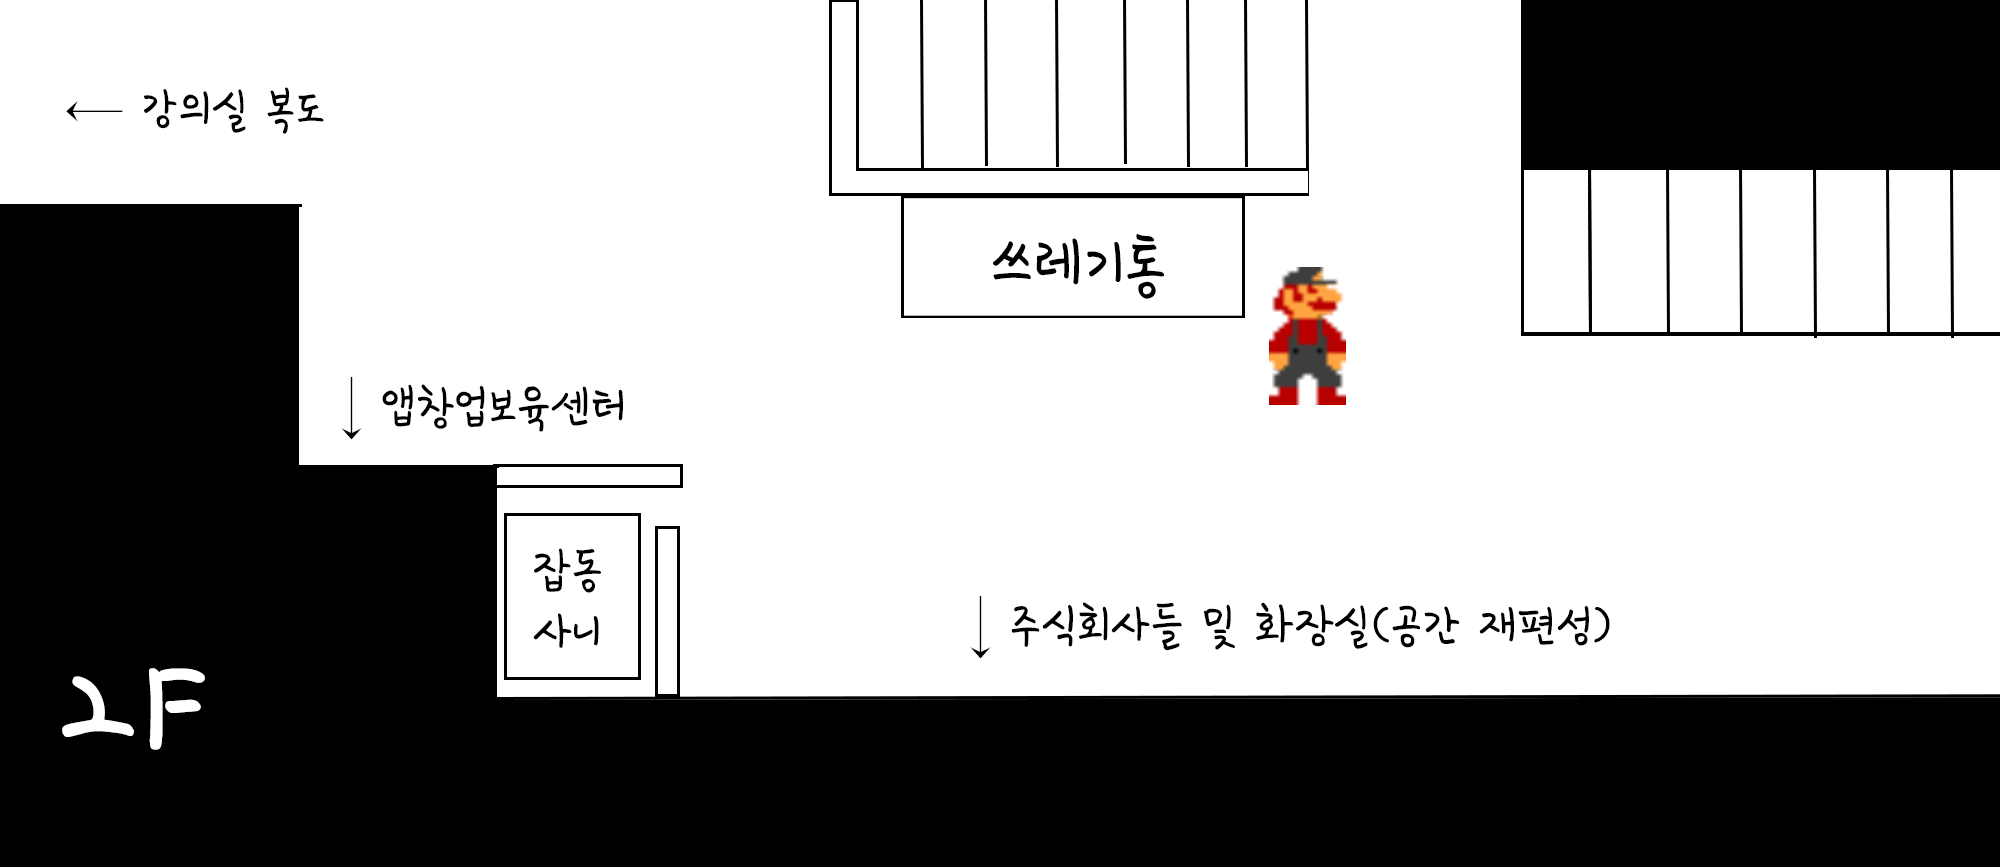 ← 강의실 복도
쓰레기통
↓ 앱창업보육센터
잡동
사니
↓ 주식회사들 및 화장실(공간 재편성)
2F